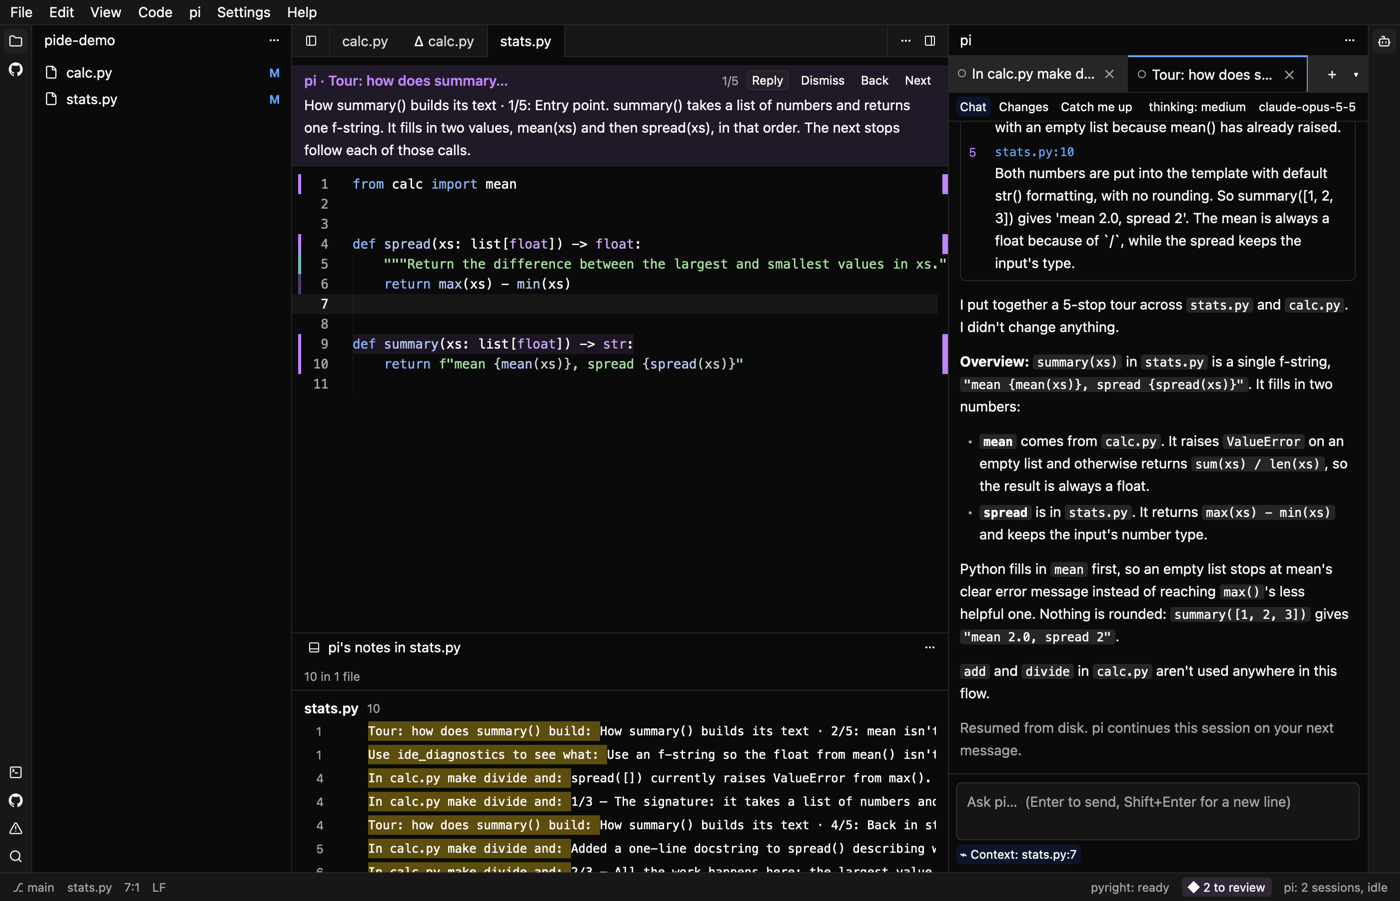 File Edit View Code pi Settings Help
pide-demo
calc.py M
stats.py M
calc.py
Δ calc.py
stats.py
pi · Tour: how does summary...
1/5 Reply Dismiss Back Next
How summary() builds its text · 1/5: Entry point. summary() takes a list of numbers and returns
one f-string. It fills in two values, mean(xs) and then spread(xs), in that order. The next stops
follow each of those calls.
1 from calc import mean
2
3
4 def spread(xs: list[float]) -> float:
5 """Return the difference between the largest and smallest values in xs."
6 return max(xs) - min(xs)
7
8
9 def summary(xs: list[float]) -> str:
10 return f"mean {mean(xs)}, spread {spread(xs)}"
11
pi's notes in stats.py
10 in 1 file
stats.py 10
1 Tour: how does summary() build: How summary() builds its text · 2/5: mean isn't
1 Use ide_diagnostics to see what: Use an f-string so the float from mean() isn't
4 In calc.py make divide and: spread([]) currently raises ValueError from max().
4 In calc.py make divide and: 1/3 — The signature: it takes a list of numbers and
4 Tour: how does summary() build: How summary() builds its text · 4/5: Back in st
5 In calc.py make divide and: Added a one-line docstring to spread() describing w
6 In calc.py make divide and: 2/3 — All the work happens here: the largest value
pi
In calc.py make d...
Tour: how does s...
Chat Changes Catch me up thinking: medium claude-opus-5-5
with an empty list because mean() has already raised.
5 stats.py:10
Both numbers are put into the template with default
str() formatting, with no rounding. So summary([1, 2,
3]) gives 'mean 2.0, spread 2'. The mean is always a
float because of `/`, while the spread keeps the
input's type.
I put together a 5-stop tour across stats.py and calc.py.
I didn't change anything.
Overview: summary(xs) in stats.py is a single f-string,
"mean {mean(xs)}, spread {spread(xs)}". It fills in two
numbers:
• mean comes from calc.py. It raises ValueError on an
empty list and otherwise returns sum(xs) / len(xs), so
the result is always a float.
• spread is in stats.py. It returns max(xs) - min(xs)
and keeps the input's number type.
Python fills in mean first, so an empty list stops at mean's
clear error message instead of reaching max()'s less
helpful one. Nothing is rounded: summary([1, 2, 3]) gives
"mean 2.0, spread 2".
add and divide in calc.py aren't used anywhere in this
flow.
Resumed from disk. pi continues this session on your next
message.
Ask pi... (Enter to send, Shift+Enter for a new line)
Context: stats.py:7
main stats.py 7:1 LF
pyright: ready 2 to review pi: 2 sessions, idle